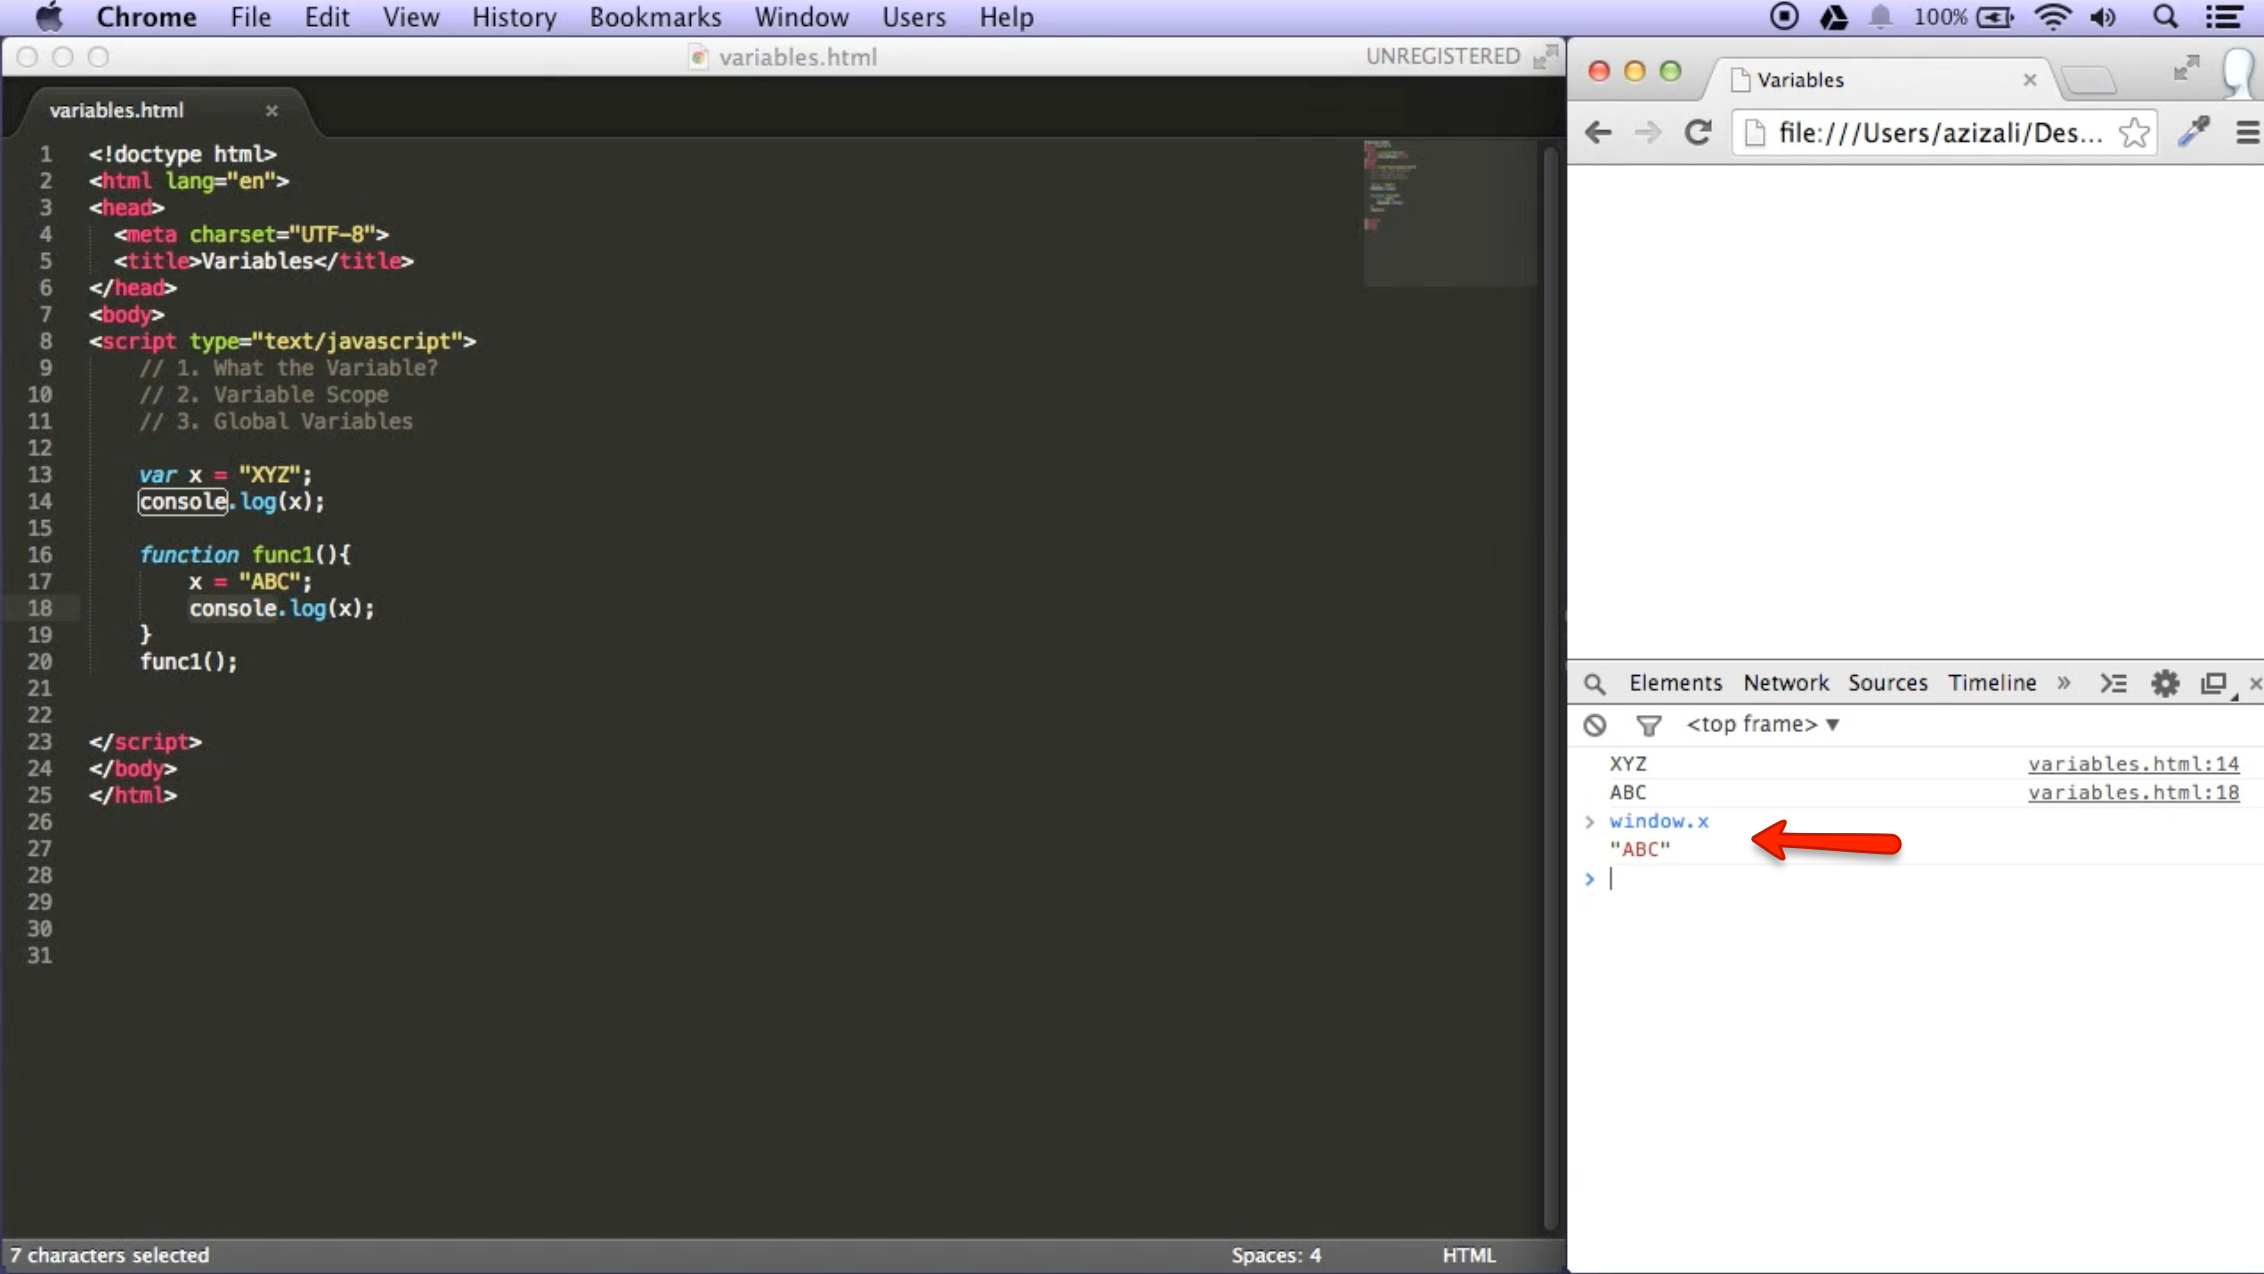 Chrome File Edit View History Bookmarks Window Users Help 100%
variables.html UNREGISTERED
variables.html
1 <!doctype html>
2 <html lang="en">
3 <head>
4 <meta charset="UTF-8">
5 <title>Variables</title>
6 </head>
7 <body>
8 <script type="text/javascript">
9 // 1. What the Variable?
10 // 2. Variable Scope
11 // 3. Global Variables
12
13 var x = "XYZ";
14 console.log(x);
15
16 function func1(){
17 x = "ABC";
18 console.log(x);
19 }
20 func1();
21
22
23 </script>
24 </body>
25 </html>
26
27
28
29
30
31
7 characters selected Spaces: 4 HTML
Variables
file:///Users/azizali/Des...
Elements Network Sources Timeline »
<top frame> ▼
XYZ variables.html:14
ABC variables.html:18
> window.x
"ABC"
>